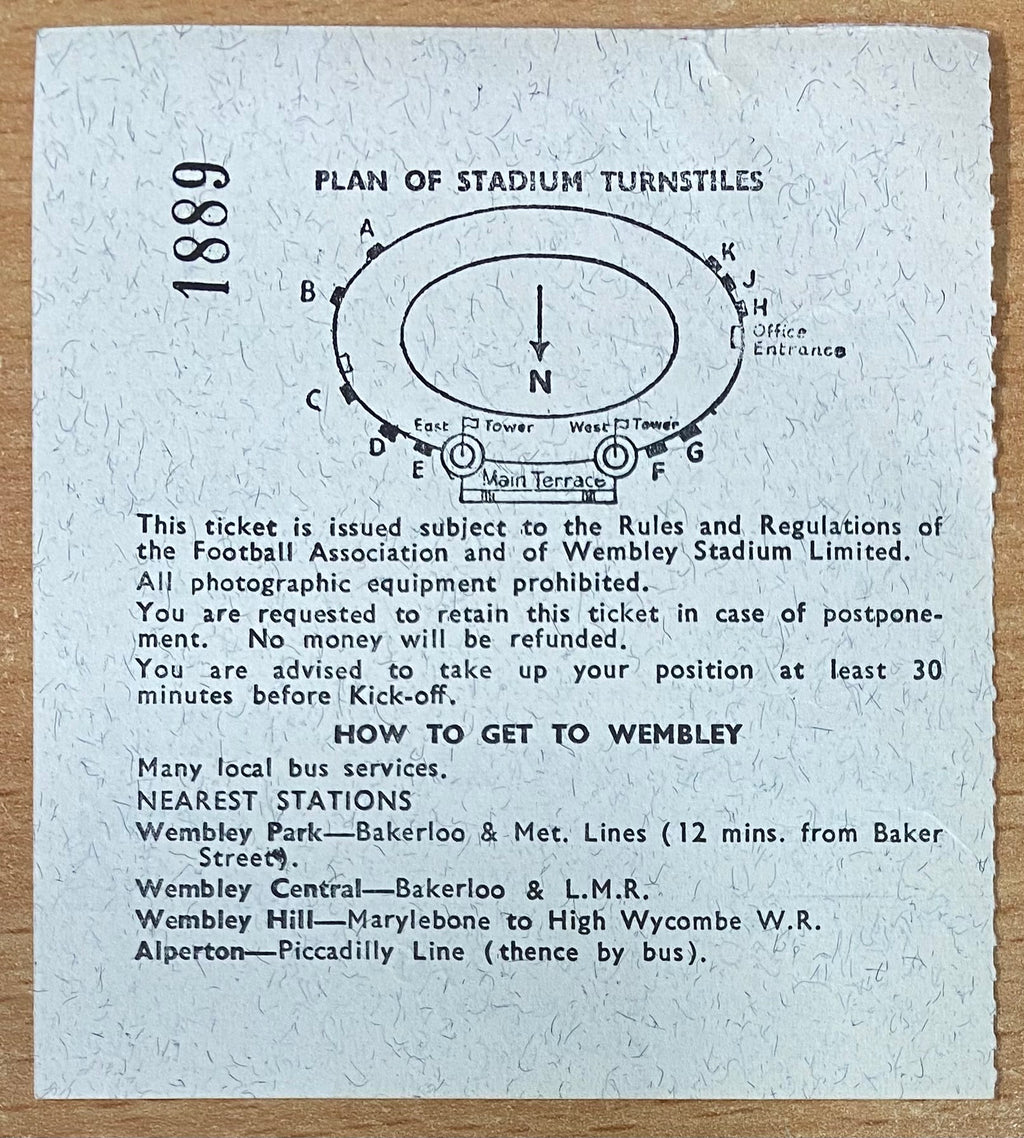 1889
PLAN OF STADIUM TURNSTILES
A
K
J
B
H
Office
Entrance
N
C
East Tower
West Tower
D
G
E
F
Main Terrace
This ticket is issued subject to the Rules and Regulations of
the Football Association and of Wembley Stadium Limited.
All photographic equipment prohibited.
You are requested to retain this ticket in case of postpone-
ment. No money will be refunded.
You are advised to take up your position at least 30
minutes before Kick-off.
HOW TO GET TO WEMBLEY
Many local bus services.
NEAREST STATIONS
Wembley Park—Bakerloo & Met. Lines (12 mins. from Baker
Street).
Wembley Central—Bakerloo & L.M.R.
Wembley Hill—Marylebone to High Wycombe W.R.
Alperton—Piccadilly Line (thence by bus).